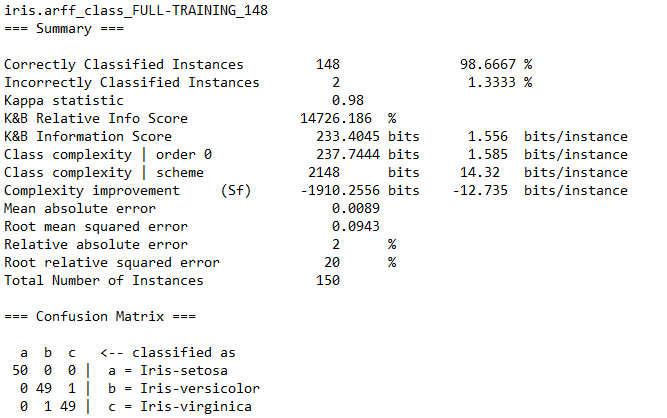 iris.arff_class_FULL-TRAINING_148
=== Summary ===
Correctly Classified Instances 148 98.6667 %
Incorrectly Classified Instances 2 1.3333 %
Kappa statistic 0.98
K&B Relative Info Score 14726.186 %
K&B Information Score 233.4045 bits 1.556 bits/instance
Class complexity | order 0 237.7444 bits 1.585 bits/instance
Class complexity | scheme 2148 bits 14.32 bits/instance
Complexity improvement (Sf) -1910.2556 bits -12.735 bits/instance
Mean absolute error 0.0089
Root mean squared error 0.0943
Relative absolute error 2 %
Root relative squared error 20 %
Total Number of Instances 150
=== Confusion Matrix ===
a b c <-- classified as
50 0 0 | a = Iris-setosa
0 49 1 | b = Iris-versicolor
0 1 49 | c = Iris-virginica